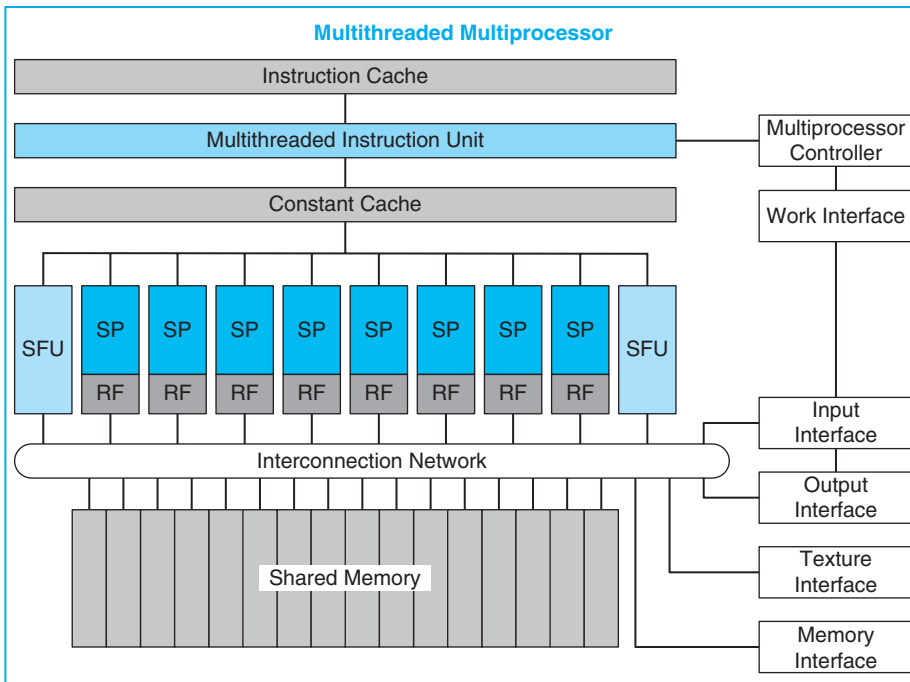 Multithreaded Multiprocessor
Instruction Cache
Multithreaded Instruction Unit
Multiprocessor
Controller
Constant Cache
Work Interface
SFU
SP
SP
SP
SP
SP
SP
SP
SP
SFU
RF
RF
RF
RF
RF
RF
RF
RF
Input
Interface
Interconnection Network
Output
Interface
Texture
Interface
Shared Memory
Memory
Interface